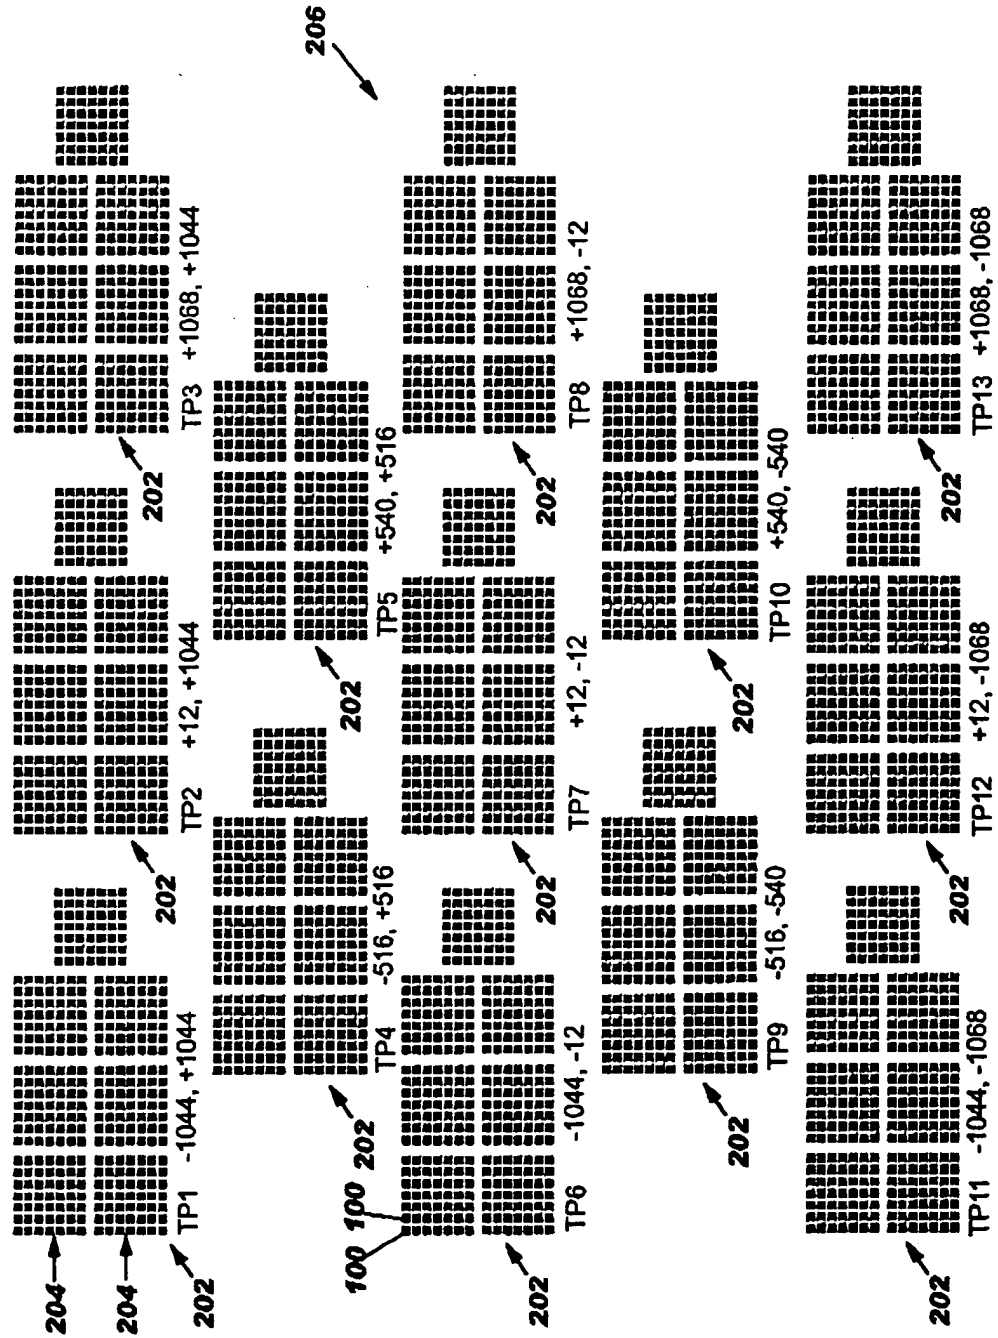 206
204
204
202
TP1 -1044, +1044
202
TP2 +12, +1044
202
TP3 +1068, +1044
202
TP4 -516, +516
202
TP5 +540, +516
100
100
202
TP6 -1044, -12
202
TP7 +12, -12
202
TP8 +1068, -12
202
TP9 -516, -540
202
TP10 +540, -540
202
TP11 -1044, -1068
202
TP12 +12, -1068
202
TP13 +1068, -1068